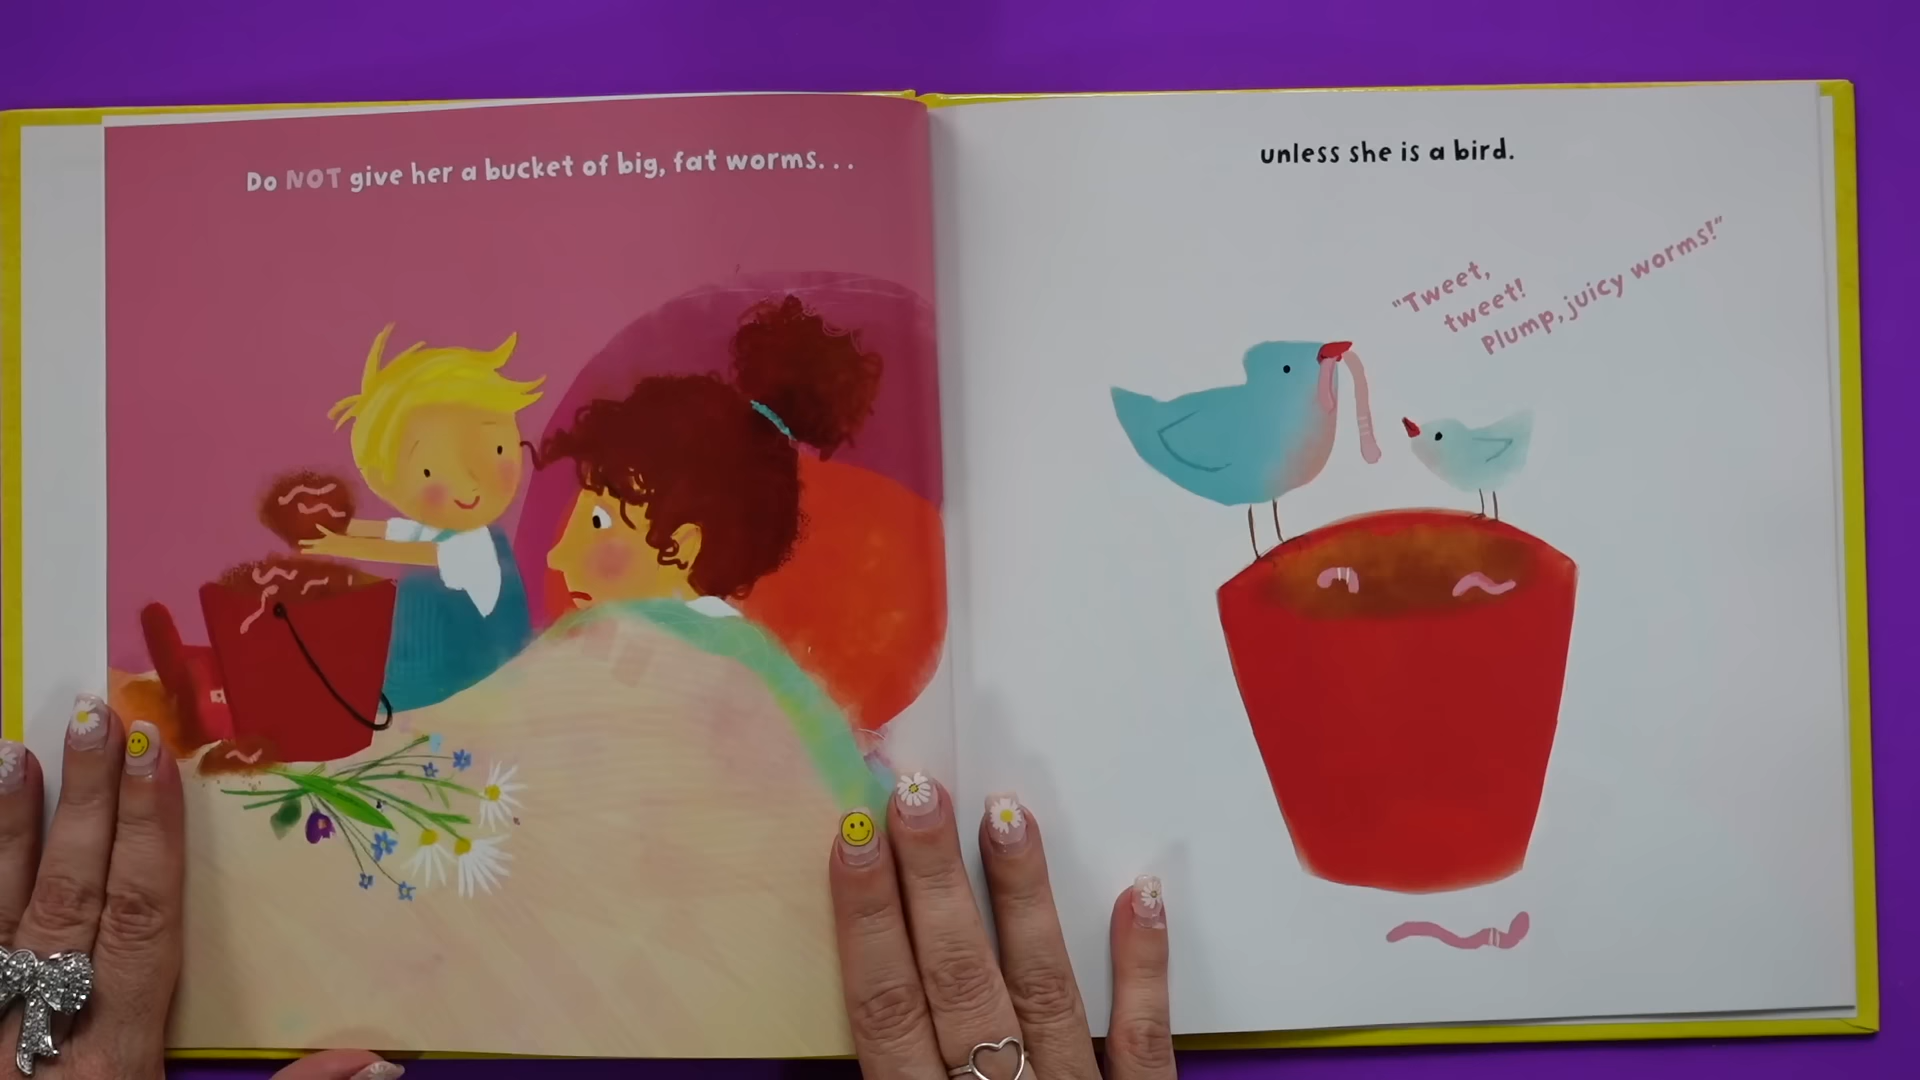 Do NOT give her a bucket of big, fat worms. . .
unless she is a bird.
"Tweet,
tweet!
Plump, juicy worms!"